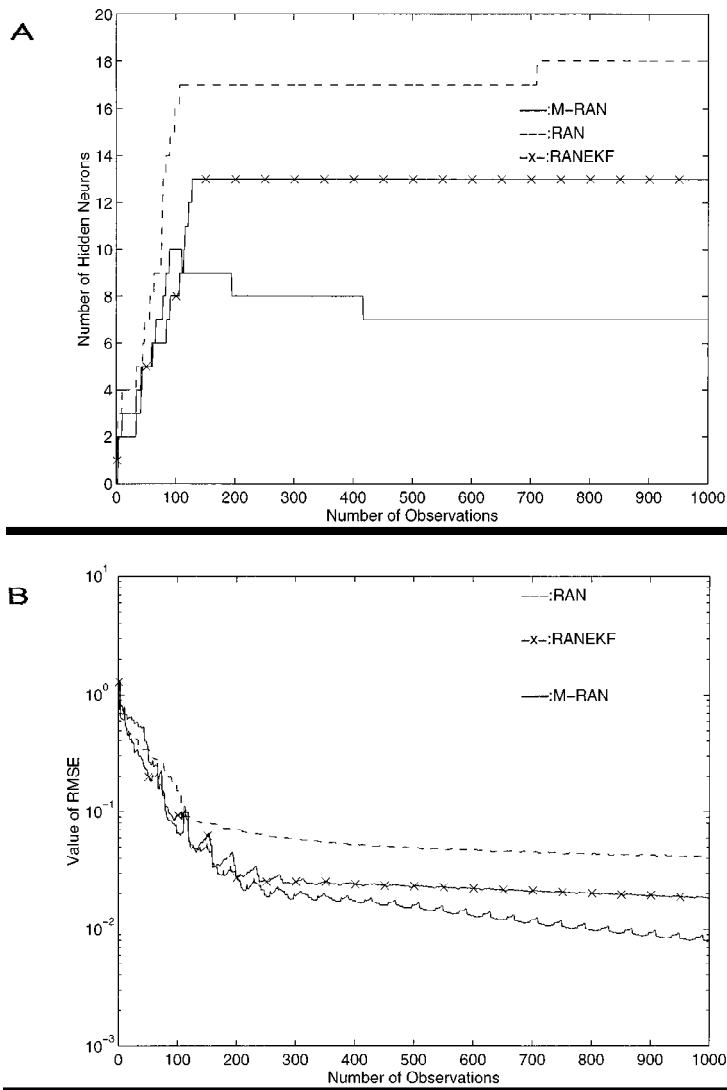 A
20
18
16
14
12
10
8
6
4
2
0
Number of Hidden Neurons
:M-RAN
:RAN
:RANEKF
0 100 200 300 400 500 600 700 800 900 1000
Number of Observations
B
10^1
10^0
10^-1
10^-2
10^-3
Value of RMSE
:RAN
:RANEKF
:M-RAN
0 100 200 300 400 500 600 700 800 900 1000
Number of Observations